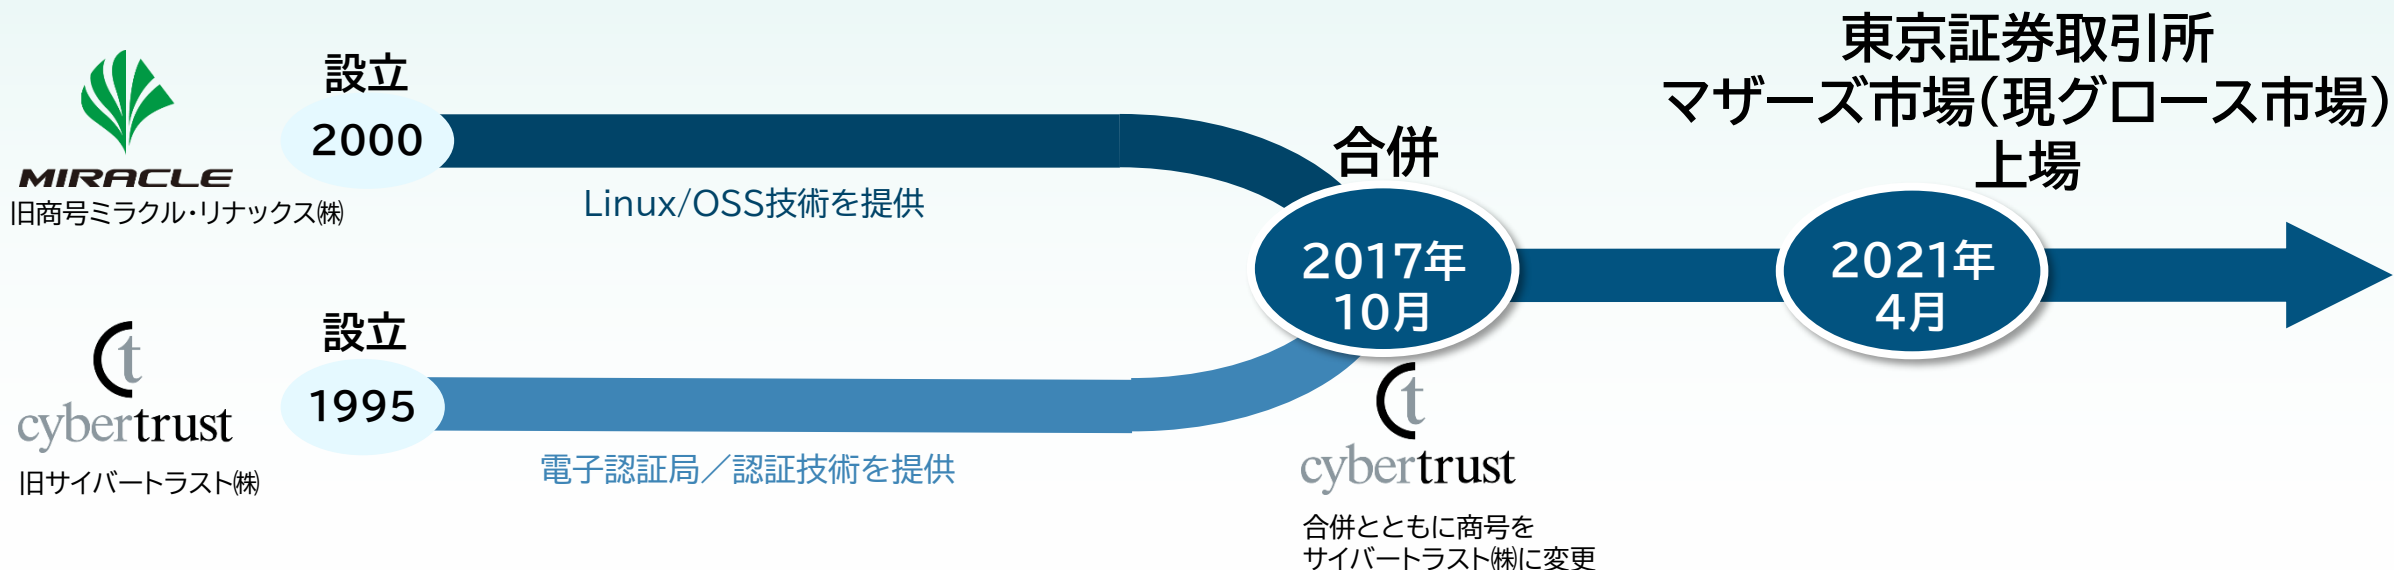 設立
2000
MIRACLE
旧商号ミラクル・リナックス㈱
Linux/OSS技術を提供
設立
1995
cybertrust
旧サイバートラスト㈱
電子認証局／認証技術を提供
合併
2017年
10月
cybertrust
合併とともに商号を
サイバートラスト㈱に変更
東京証券取引所
マザーズ市場(現グロース市場)
上場
2021年
4月